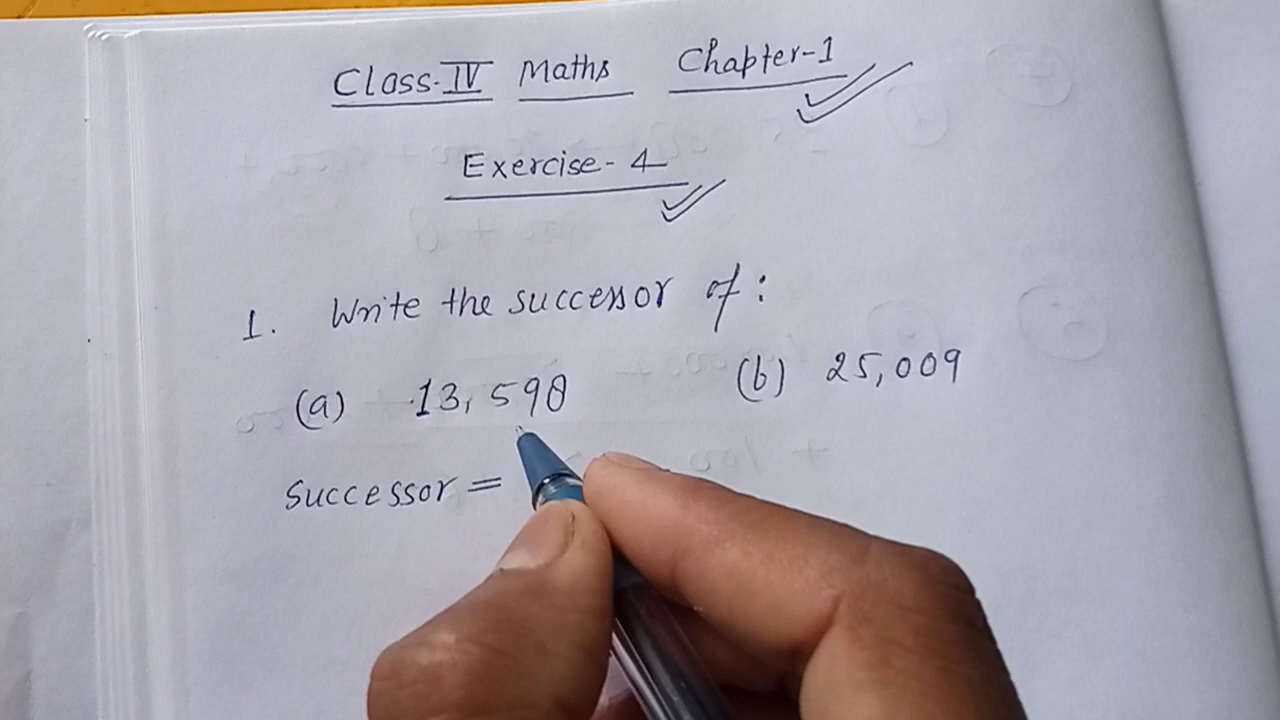 Class-IV Maths Chapter-1
Exercise-4
1. Write the successor of :
(a) 13,598 (b) 25,009
Successor =